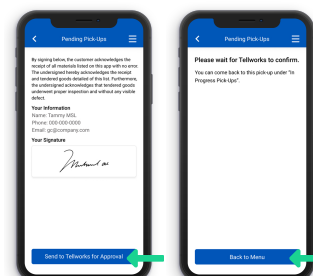 Pending Pick-Ups
By signing below, the customer acknowledges the
receipt of all materials listed on this app with no error.
The undersigned hereby acknowledges the receipt
and tendered goods detailed of this list. Furthermore,
the undersigned acknowledges that tendered goods
underwent proper inspection and without any visible
defect.
Your Information
Name: Tammy MSL
Phone: 000-000-0000
Email: gc@company.com
Your Signature
Send to Tellworks for Approval
Pending Pick-Ups
Please wait for Tellworks to confirm.
You can come back to this pick-up under "In
Progress Pick-Ups".
Back to Menu